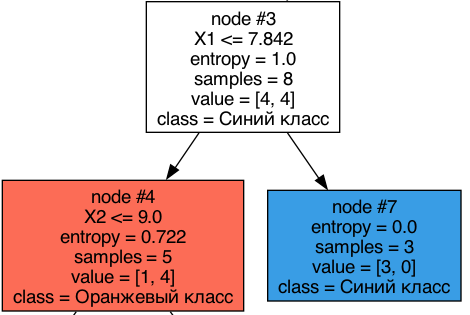 node #3
X1 <= 7.842
entropy = 1.0
samples = 8
value = [4, 4]
class = Синий класс
node #4
X2 <= 9.0
entropy = 0.722
samples = 5
value = [1, 4]
class = Оранжевый класс
node #7
entropy = 0.0
samples = 3
value = [3, 0]
class = Синий класс